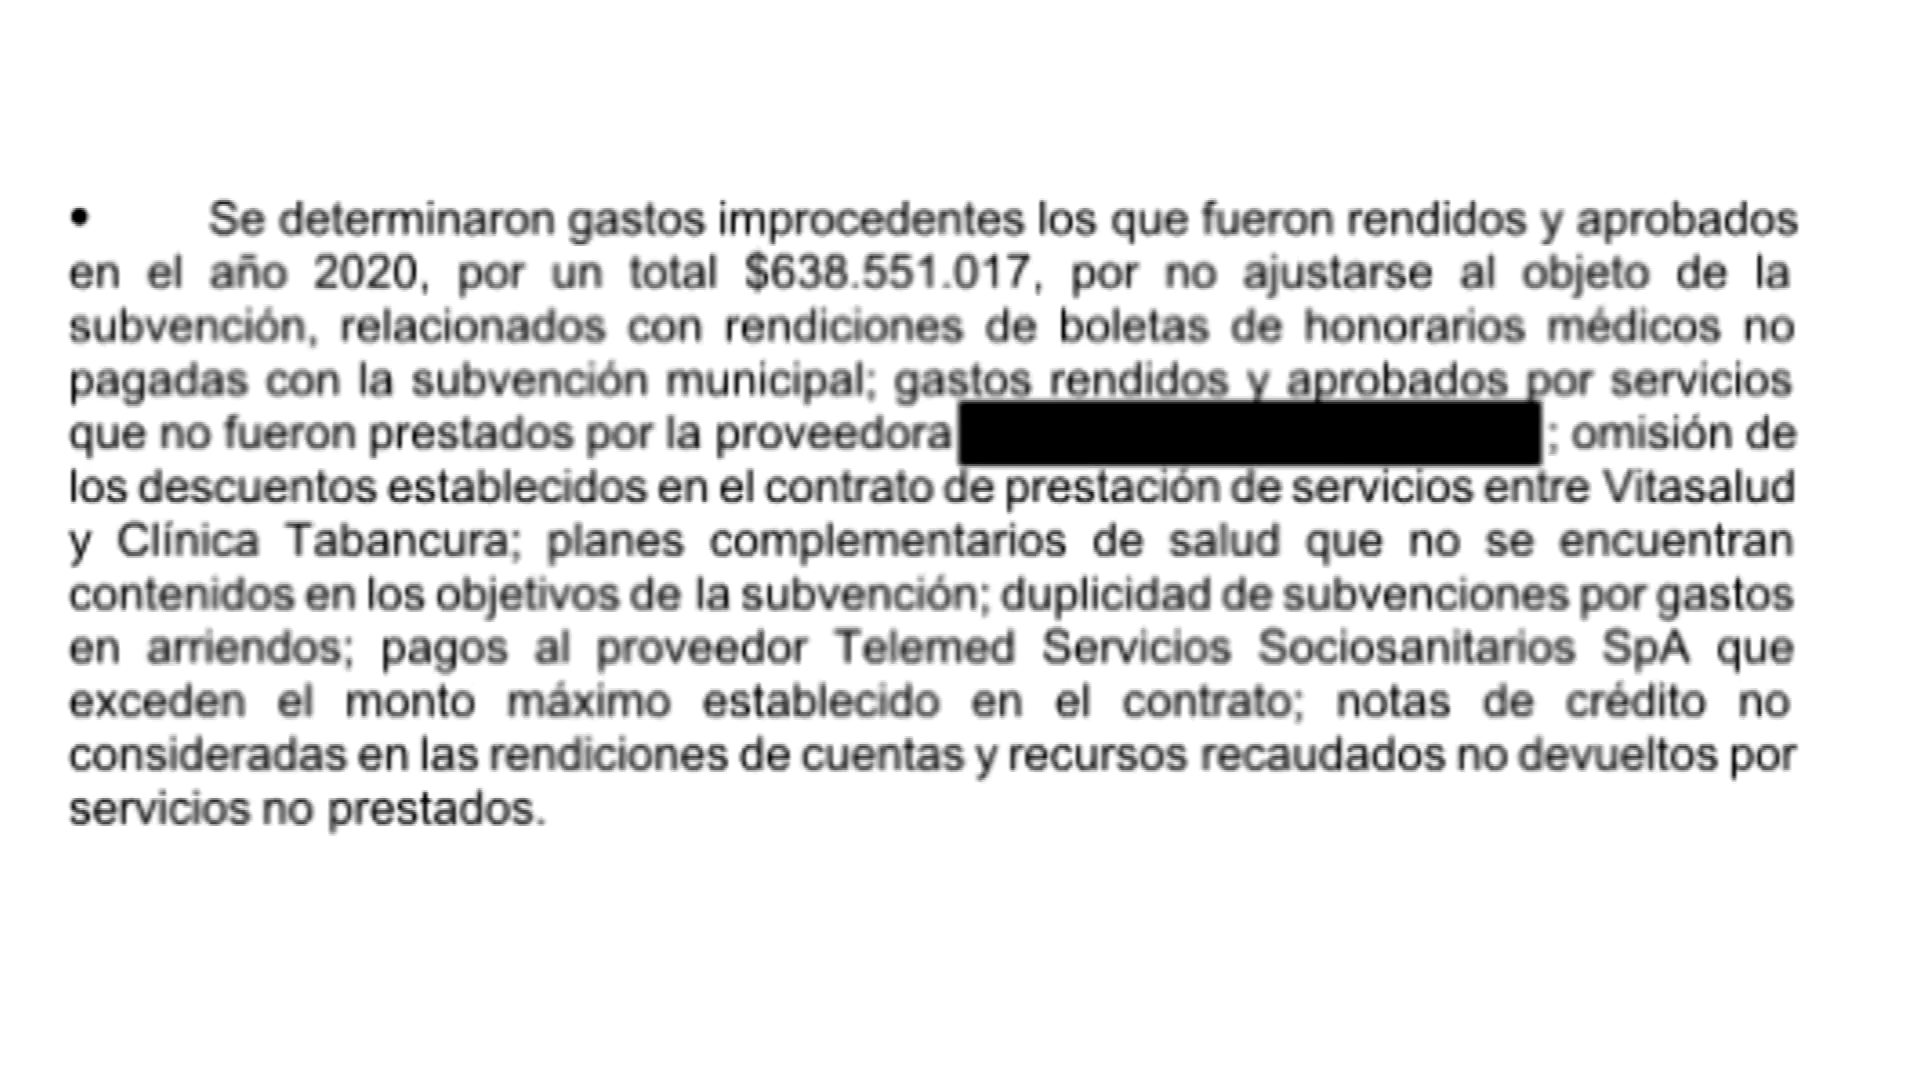 • Se determinaron gastos improcedentes los que fueron rendidos y aprobados
en el año 2020, por un total $638.551.017, por no ajustarse al objeto de la
subvención, relacionados con rendiciones de boletas de honorarios médicos no
pagadas con la subvención municipal; gastos rendidos y aprobados por servicios
que no fueron prestados por la proveedora ; omisión de
los descuentos establecidos en el contrato de prestación de servicios entre Vitasalud
y Clínica Tabancura; planes complementarios de salud que no se encuentran
contenidos en los objetivos de la subvención; duplicidad de subvenciones por gastos
en arriendos; pagos al proveedor Telemed Servicios Sociosanitarios SpA que
exceden el monto máximo establecido en el contrato; notas de crédito no
consideradas en las rendiciones de cuentas y recursos recaudados no devueltos por
servicios no prestados.